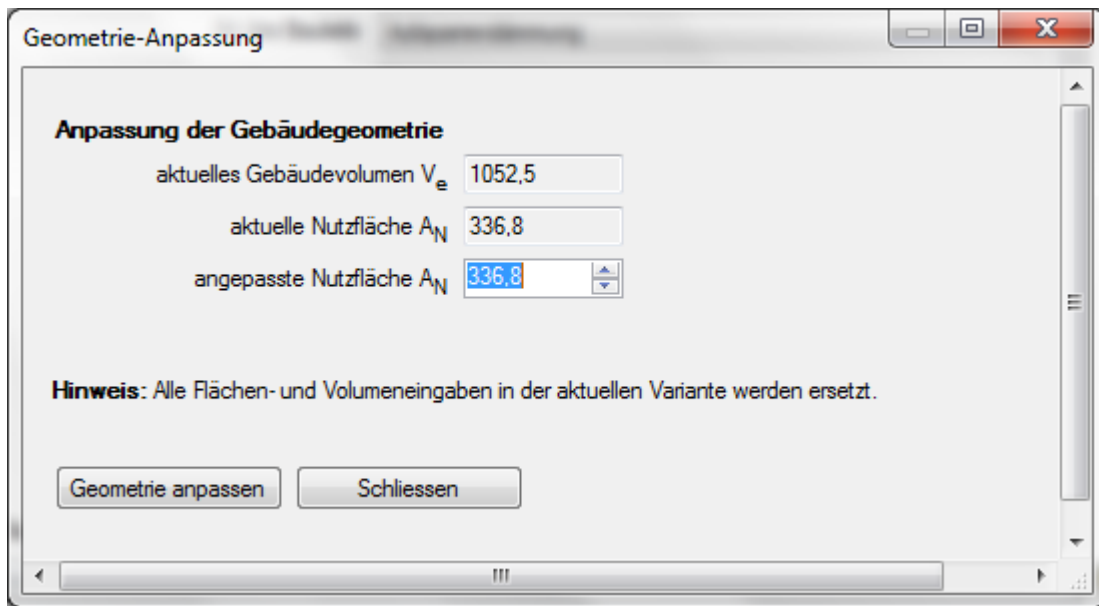 Geometrie-Anpassung
Anpassung der Gebäudegeometrie
aktuelles Gebäudevolumen Ve 1052,5
aktuelle Nutzfläche AN 336,8
angepasste Nutzfläche AN 336,8
Hinweis: Alle Flächen- und Volumeneingaben in der aktuellen Variante werden ersetzt.
Geometrie anpassen Schliessen